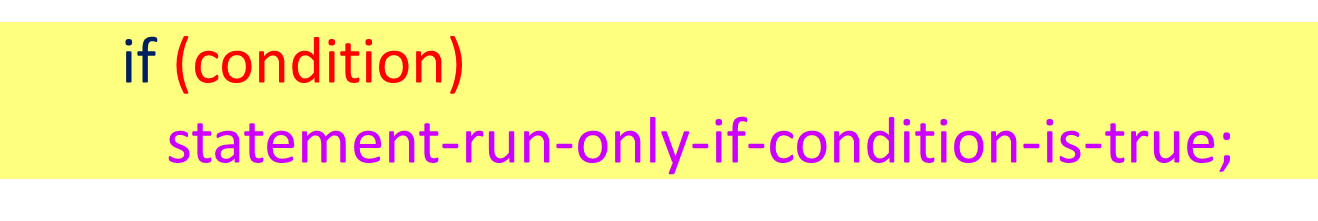 if (condition)
statement-run-only-if-condition-is-true;